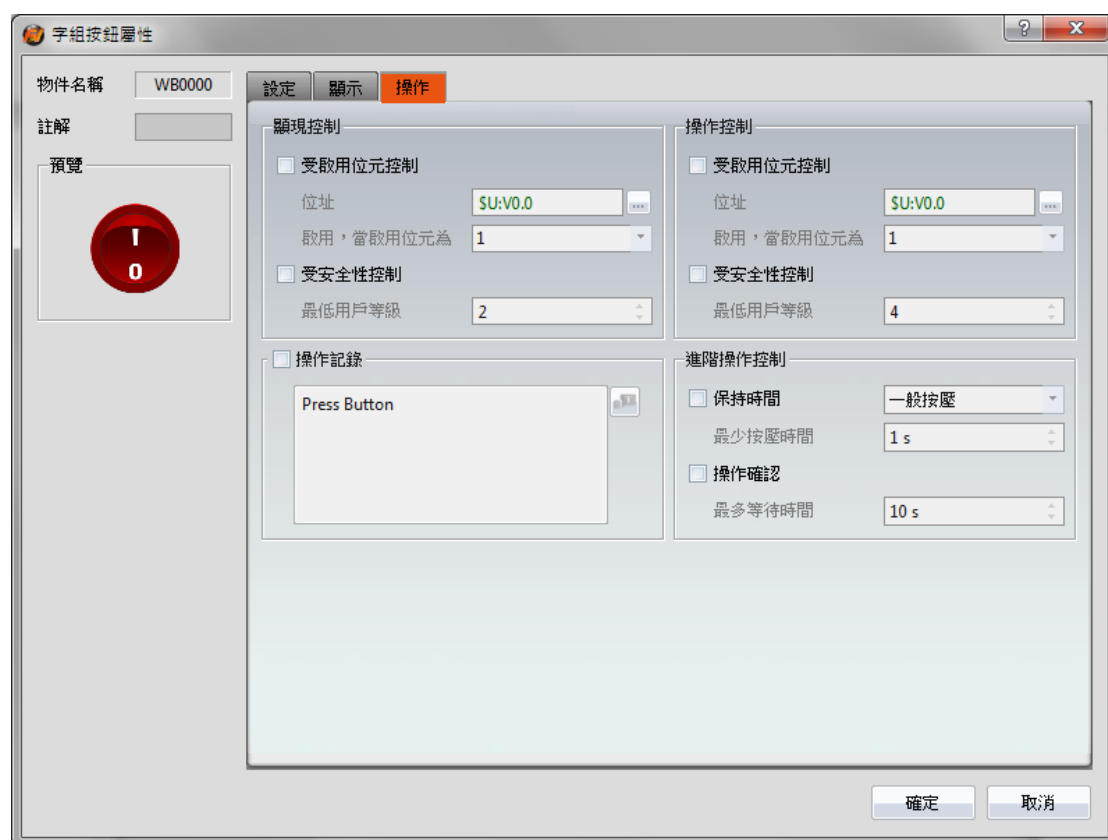 字組按鈕屬性
物件名稱 WB0000
註解
預覽
I
0
設定 顯示 操作
顯現控制
受啟用位元控制
位址 $U:V0.0 ...
啟用，當啟用位元為 1
受安全性控制
最低用戶等級 2
操作控制
受啟用位元控制
位址 $U:V0.0 ...
啟用，當啟用位元為 1
受安全性控制
最低用戶等級 4
操作記錄
Press Button
進階操作控制
保持時間 一般按壓
最少按壓時間 1 s
操作確認
最多等待時間 10 s
確定 取消